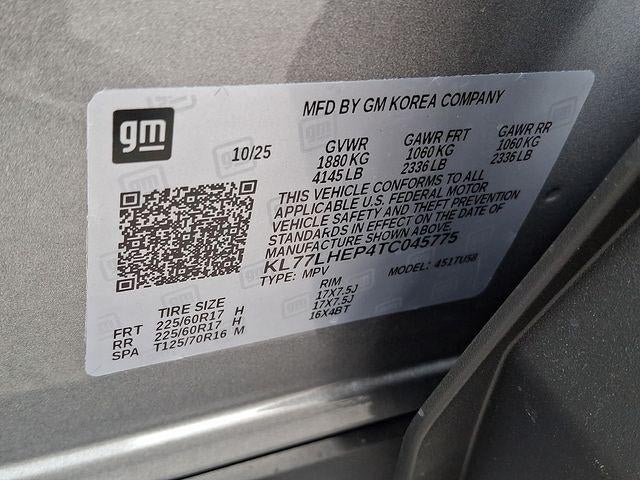 MFD BY GM KOREA COMPANY
gm
10/25
GVWR GAWR FRT GAWR RR
1880 KG 1060 KG 1060 KG
4145 LB 2336 LB 2336 LB
THIS VEHICLE CONFORMS TO ALL
APPLICABLE U.S. FEDERAL MOTOR
VEHICLE SAFETY AND THEFT PREVENTION
STANDARDS IN EFFECT ON THE DATE OF
MANUFACTURE SHOWN ABOVE.
KL77LHEP4TC045775
TYPE: MPV MODEL: 451TU58
TIRE SIZE RIM
FRT 225/60R17 H 17X7.5J
RR 225/60R17 H 17X7.5J
SPA T125/70R16 M 16X4BT